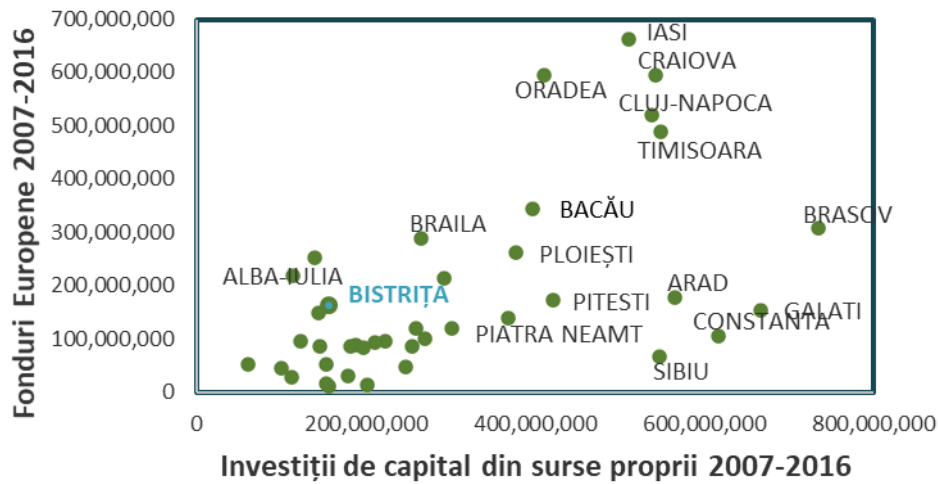 Fonduri Europene 2007-2016
700,000,000
600,000,000
500,000,000
400,000,000
300,000,000
200,000,000
100,000,000
0
IASI
CRAIOVA
ORADEA
CLUJ-NAPOCA
TIMISOARA
BACĂU
BRAILA
BRASOV
PLOIEȘTI
ALBA-IULIA
BISTRIȚA
ARAD
PITESTI
GALATI
CONSTANTA
PIATRA NEAMT
SIBIU
0
200,000,000
400,000,000
600,000,000
800,000,000
Investiții de capital din surse proprii 2007-2016